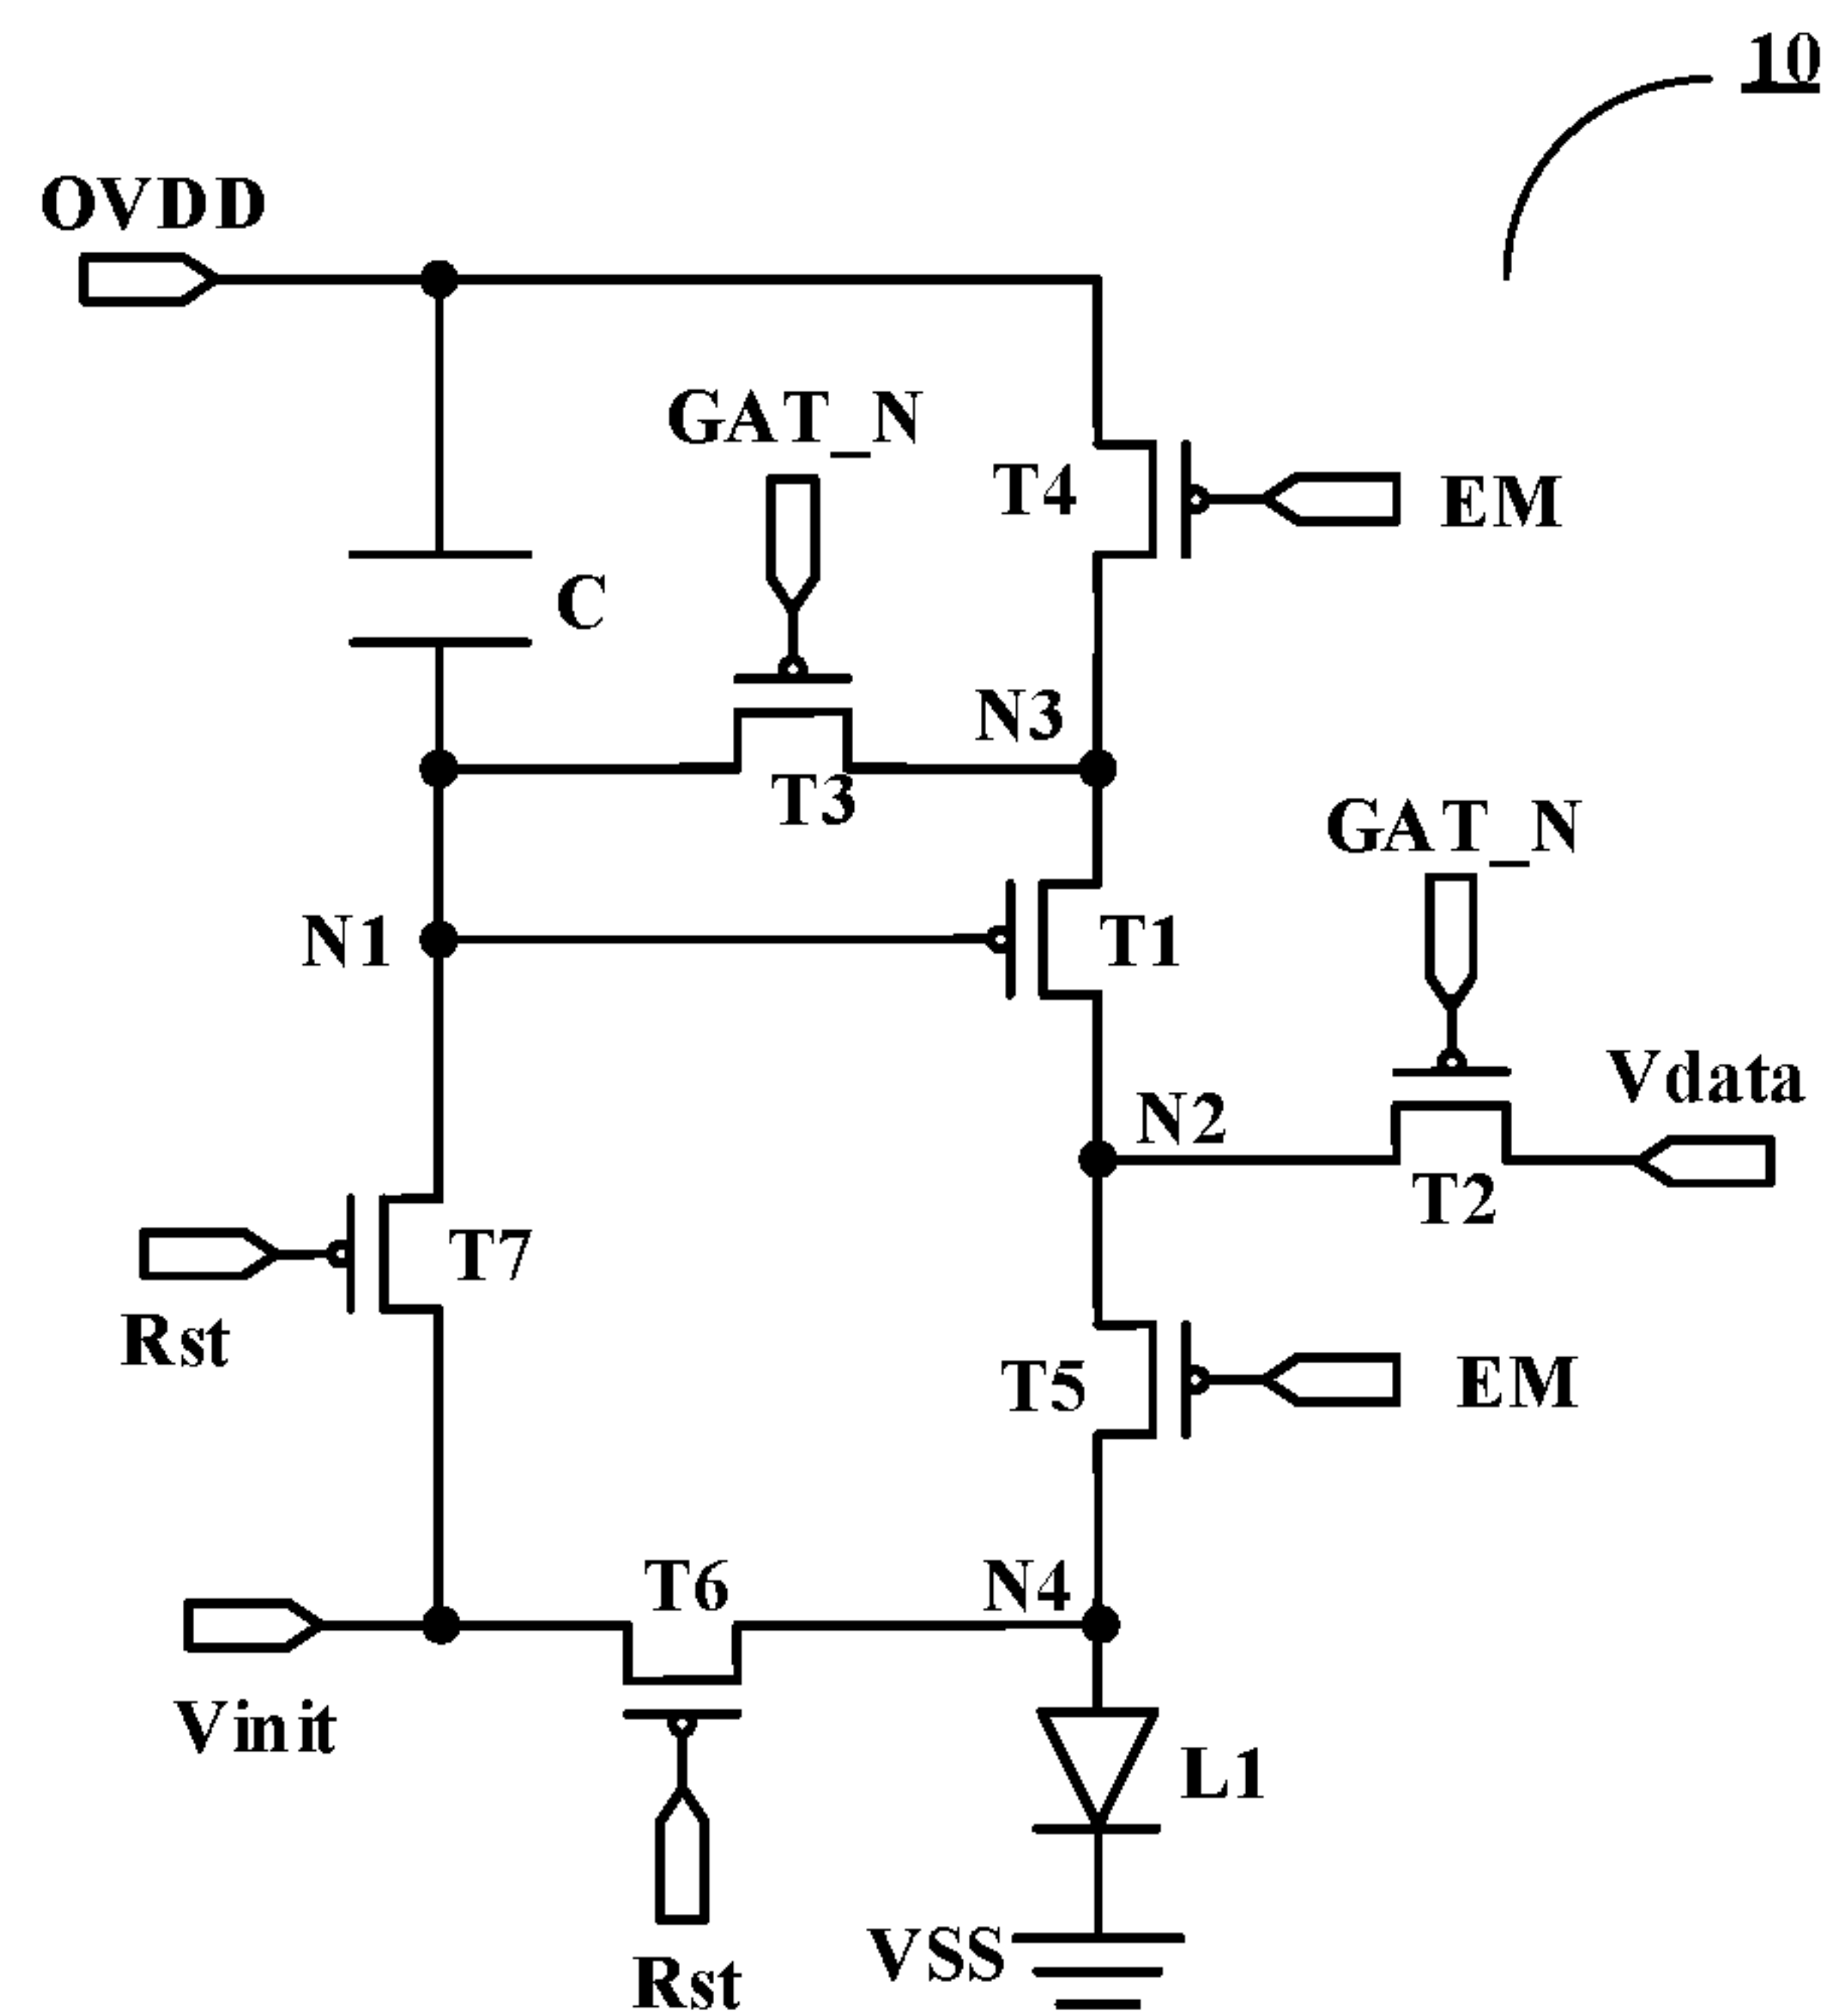 10
OVDD
GAT_N
T4
EM
C
N3
T3
GAT_N
N1
T1
Vdata
N2
T2
T7
Rst
T5
EM
T6
N4
Vinit
L1
VSS
Rst